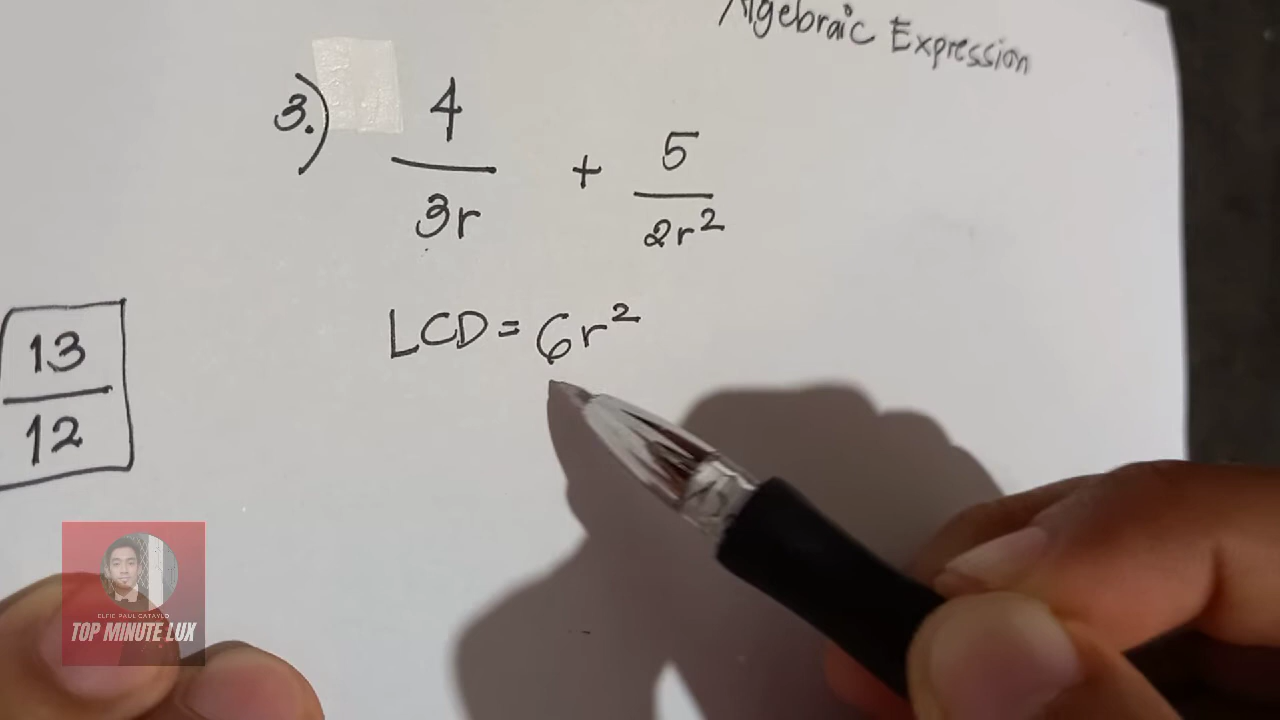 Algebraic Expression
3.) 4/3r + 5/2r²
LCD = 6r²
13
12
ELFIE PAUL CATAYLO
TOP MINUTE LUX